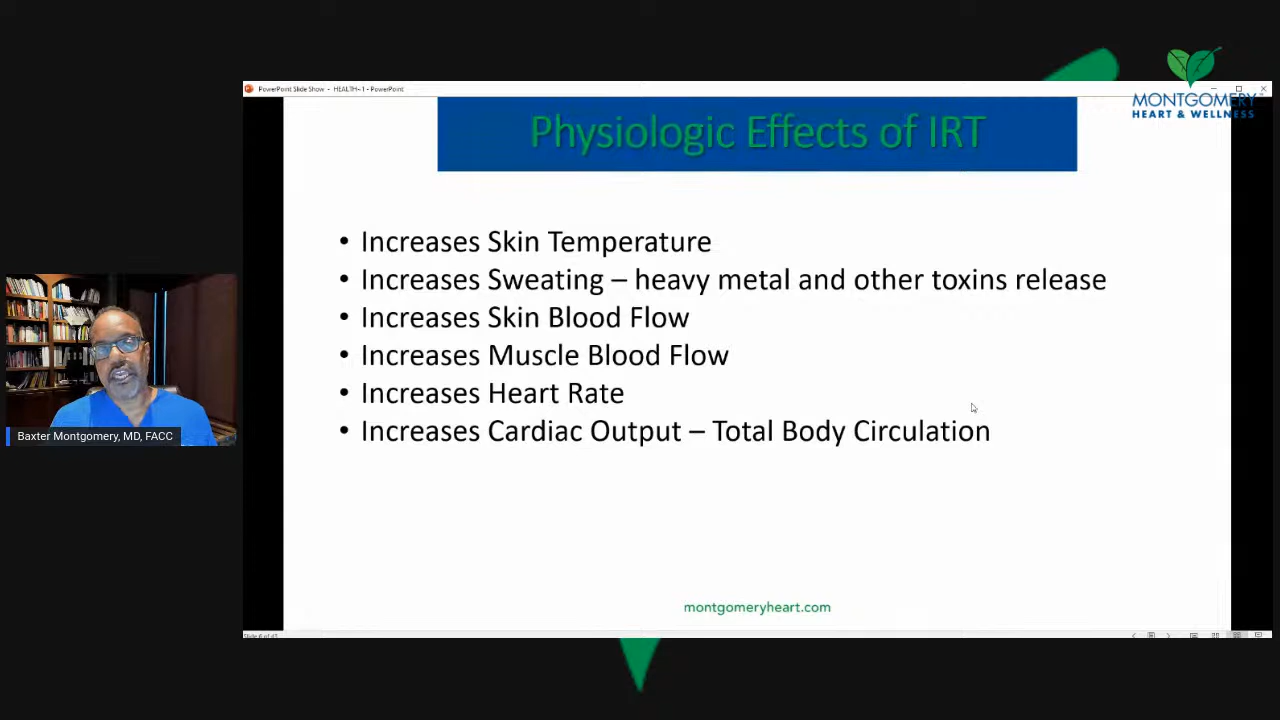 PowerPoint Slide Show - HEALTH~1 - PowerPoint
MONTGOMERY
HEART & WELLNESS
Physiologic Effects of IRT
• Increases Skin Temperature
• Increases Sweating – heavy metal and other toxins release
• Increases Skin Blood Flow
• Increases Muscle Blood Flow
• Increases Heart Rate
• Increases Cardiac Output – Total Body Circulation
Baxter Montgomery, MD, FACC
montgomeryheart.com